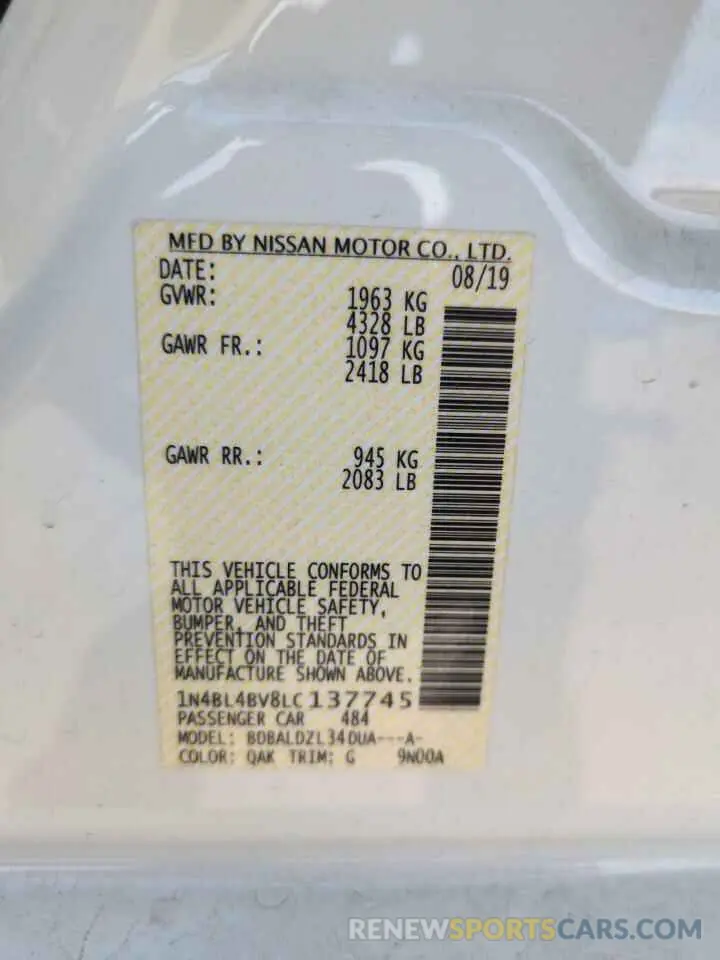 MFD BY NISSAN MOTOR CO., LTD.
DATE: 08/19
GVWR: 1963 KG
4328 LB
GAWR FR.: 1097 KG
2418 LB
GAWR RR.: 945 KG
2083 LB
THIS VEHICLE CONFORMS TO
ALL APPLICABLE FEDERAL
MOTOR VEHICLE SAFETY,
BUMPER, AND THEFT
PREVENTION STANDARDS IN
EFFECT ON THE DATE OF
MANUFACTURE SHOWN ABOVE.
1N4BL4BV8LC137745
PASSENGER CAR 484
MODEL: BDBALDZL34DUA---A-
COLOR: QAK TRIM: G 9N00A
RENEWSPORTSCARS.COM